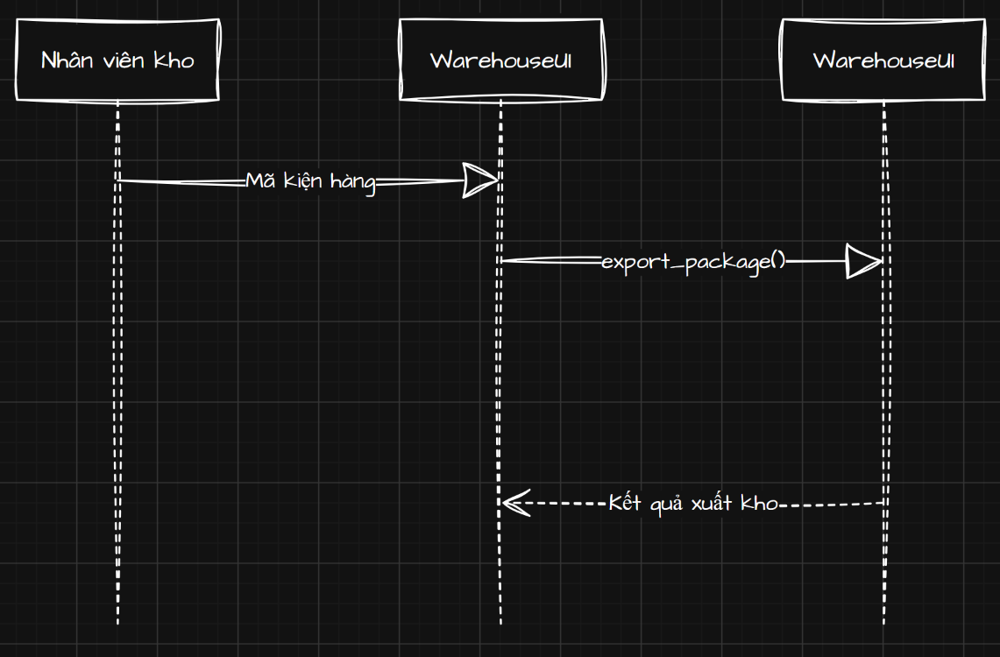 Nhân viên kho
WarehouseUI
WarehouseUI
Mã kiện hàng
export_package()
Kết quả xuất kho